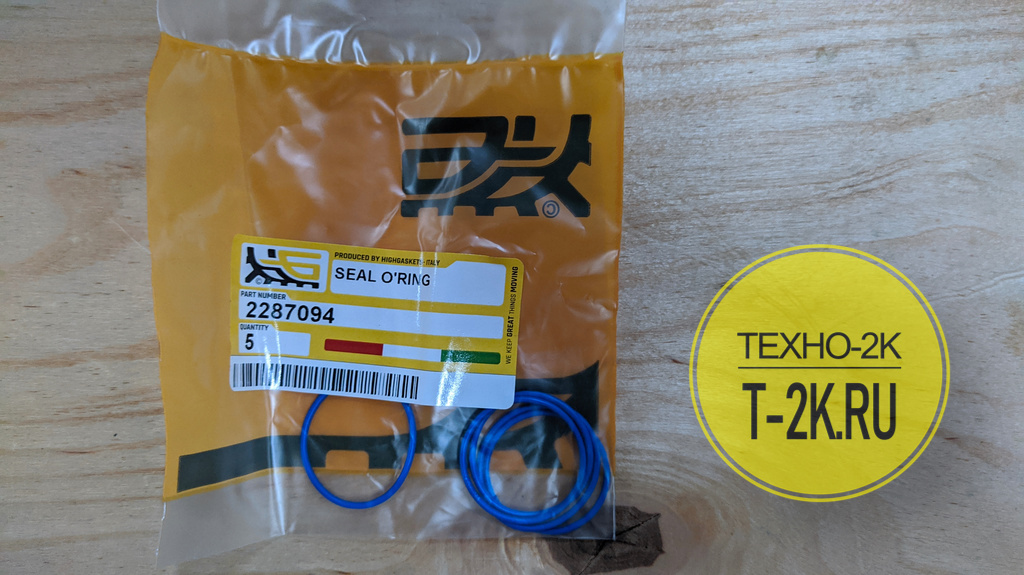 ©
PRODUCED BY HIGHGASKETS - ITALY
SEAL O'RING
PART NUMBER
2287094
QUANTITY
5
WE KEEP GREAT THINGS MOVING
ТЕХНО-2К
T-2K.RU